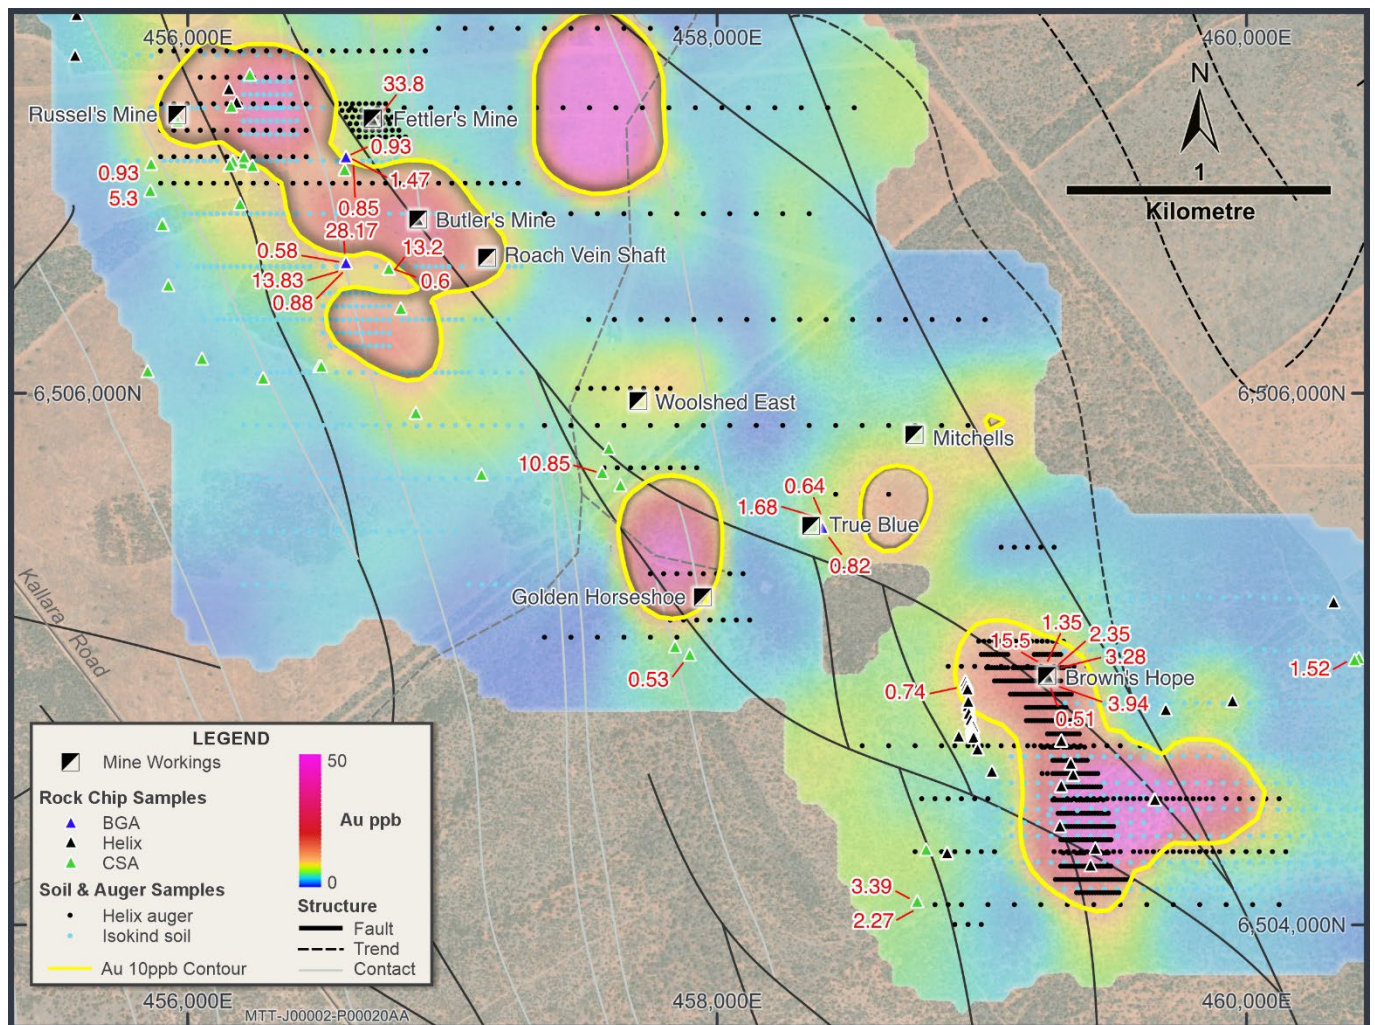 456,000E
458,000E
460,000E
N
1
Kilometre
33.8
Russel's Mine
Fettler's Mine
0.93
0.93
1.47
5.3
0.85
Butler's Mine
28.17
0.58
13.2
Roach Vein Shaft
13.83
0.6
0.88
6,506,000N
6,506,000N
Woolshed East
Mitchells
10.85
0.64
1.68
True Blue
0.82
Kallara Road
Golden Horseshoe
1.35
15.5
2.35
3.28
1.52
0.53
Brown's Hope
0.74
3.94
0.51
LEGEND
Mine Workings
Rock Chip Samples
BGA
Helix
CSA
Soil & Auger Samples
Helix auger
Isokind soil
Au 10ppb Contour
50
Au ppb
0
Structure
Fault
Trend
Contact
3.39
2.27
6,504,000N
456,000E
458,000E
460,000E
MTT-J00002-P00020AA